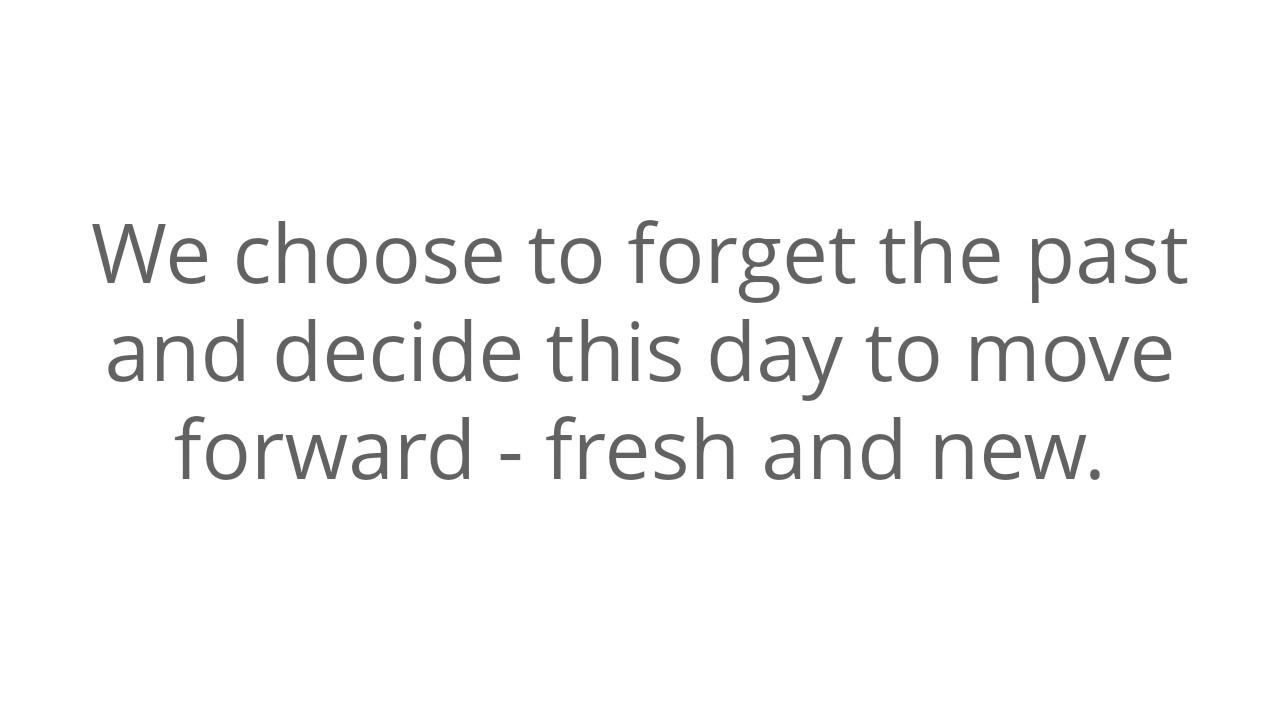 We choose to forget the past
and decide this day to move
forward - fresh and new.